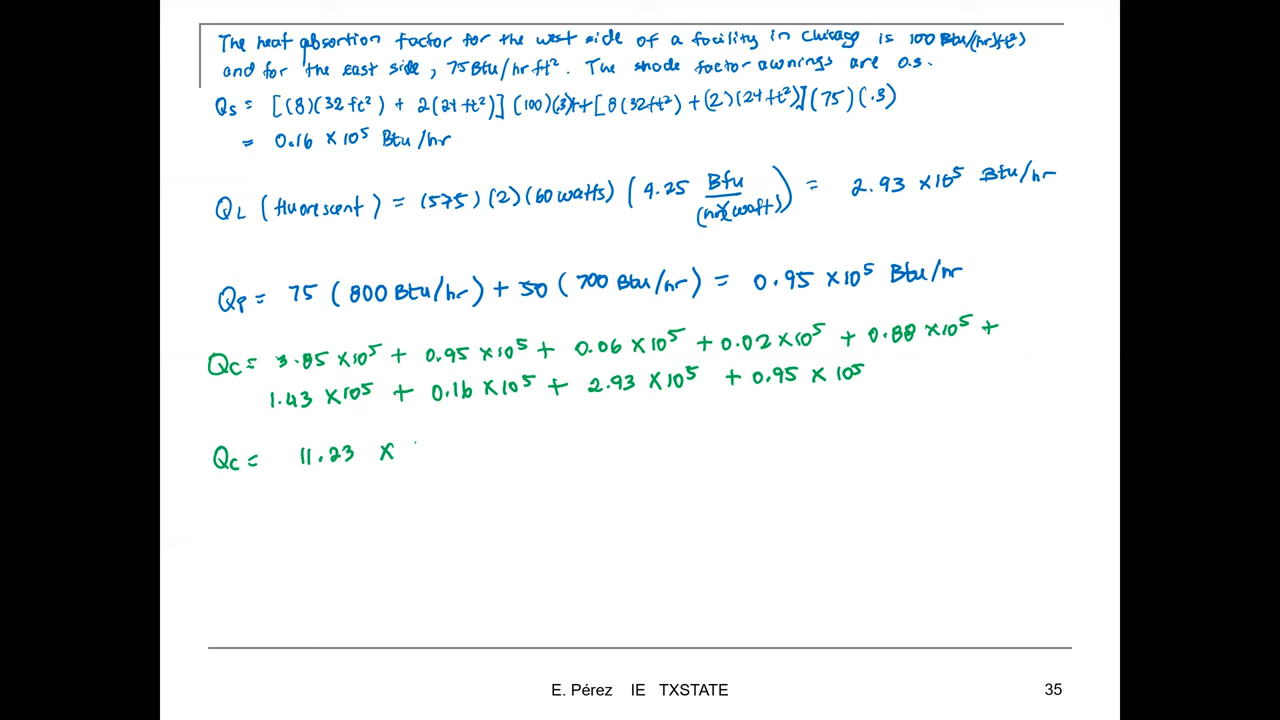 The heat absortion factor for the west side of a facility in Chicago is 100 Btu/(hr)(ft²)
and for the east side, 75 Btu/hr ft². The shade factor awnings are 0.3.
Qs = [(8)(32 ft²) + 2(24 ft²)](100)(.3) + [8(32ft²) + (2)(24 ft²)](75)(.3)
= 0.16 × 10⁵ Btu/hr
QL (fluorescent) = (575)(2)(60 watts)(4.25 Btu/(hr)(watt)) = 2.93 × 10⁵ Btu/hr
Qp = 75 (800 Btu/hr) + 50 (700 Btu/hr) = 0.95 × 10⁵ Btu/hr
Qc = 3.85 × 10⁵ + 0.95 × 10⁵ + 0.06 × 10⁵ + 0.02 × 10⁵ + 0.88 × 10⁵ +
1.43 × 10⁵ + 0.16 × 10⁵ + 2.93 × 10⁵ + 0.95 × 10⁵
Qc = 11.23 ×
E. Pérez IE TXSTATE 35